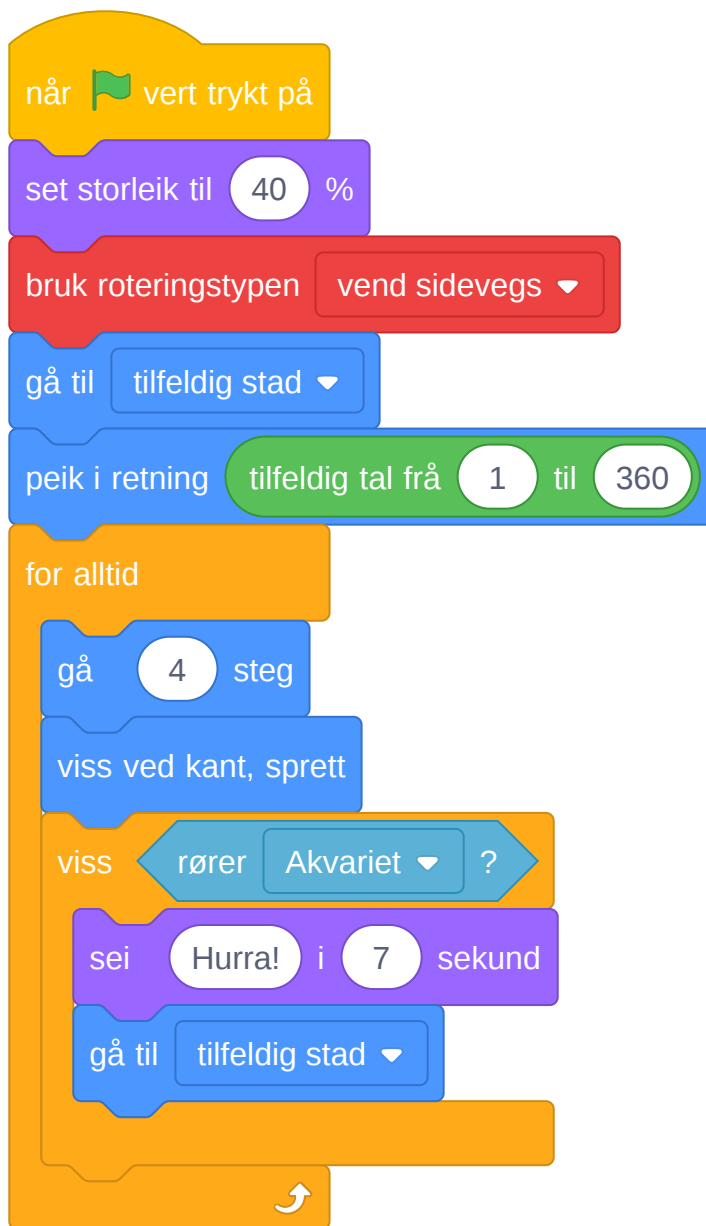 når vert trykt på
set storleik til 40 %
bruk roteringstypen vend sidevegs
gå til tilfeldig stad
peik i retning tilfeldig tal frå 1 til 360
for alltid
gå 4 steg
viss ved kant, sprett
viss rører Akvariet ?
sei Hurra! i 7 sekund
gå til tilfeldig stad